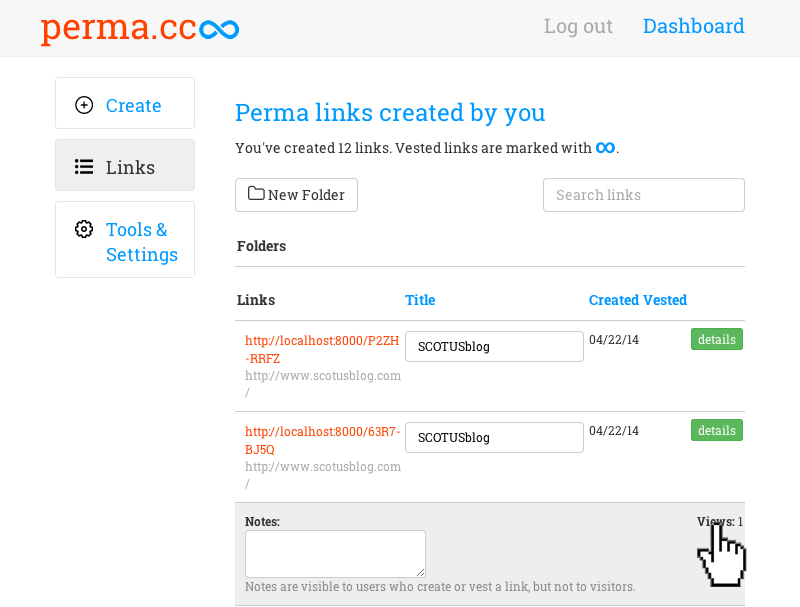 perma.cc
Log out
Dashboard
Create
Links
Tools &
Settings
Perma links created by you
You've created 12 links. Vested links are marked with ∞.
New Folder
Search links
Folders
Links
Title
Created
Vested
http://localhost:8000/P2ZH
-RRFZ
http://www.scotusblog.com
/
SCOTUSblog
04/22/14
details
http://localhost:8000/63R7-
BJ5Q
http://www.scotusblog.com
/
SCOTUSblog
04/22/14
details
Notes:
Views: 1
Notes are visible to users who create or vest a link, but not to visitors.